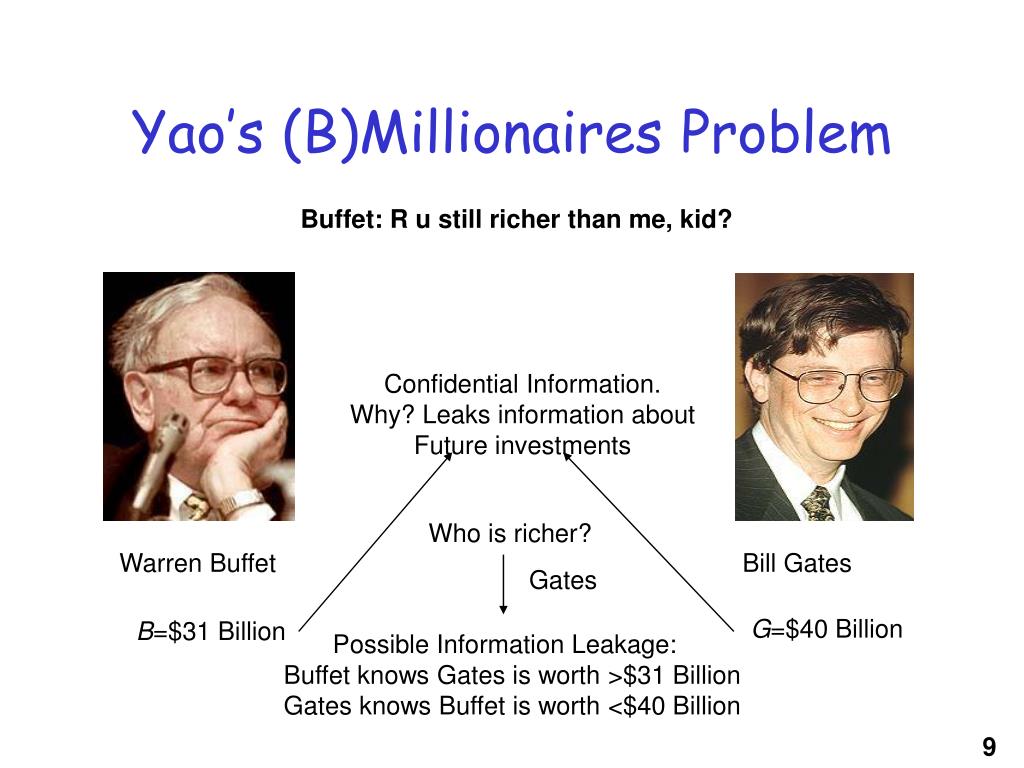 Yao’s (B)Millionaires Problem
Buffet: R u still richer than me, kid?
Confidential Information.
Why? Leaks information about
Future investments
Who is richer?
Warren Buffet
Bill Gates
Gates
B=$31 Billion
G=$40 Billion
Possible Information Leakage:
Buffet knows Gates is worth >$31 Billion
Gates knows Buffet is worth <$40 Billion
9